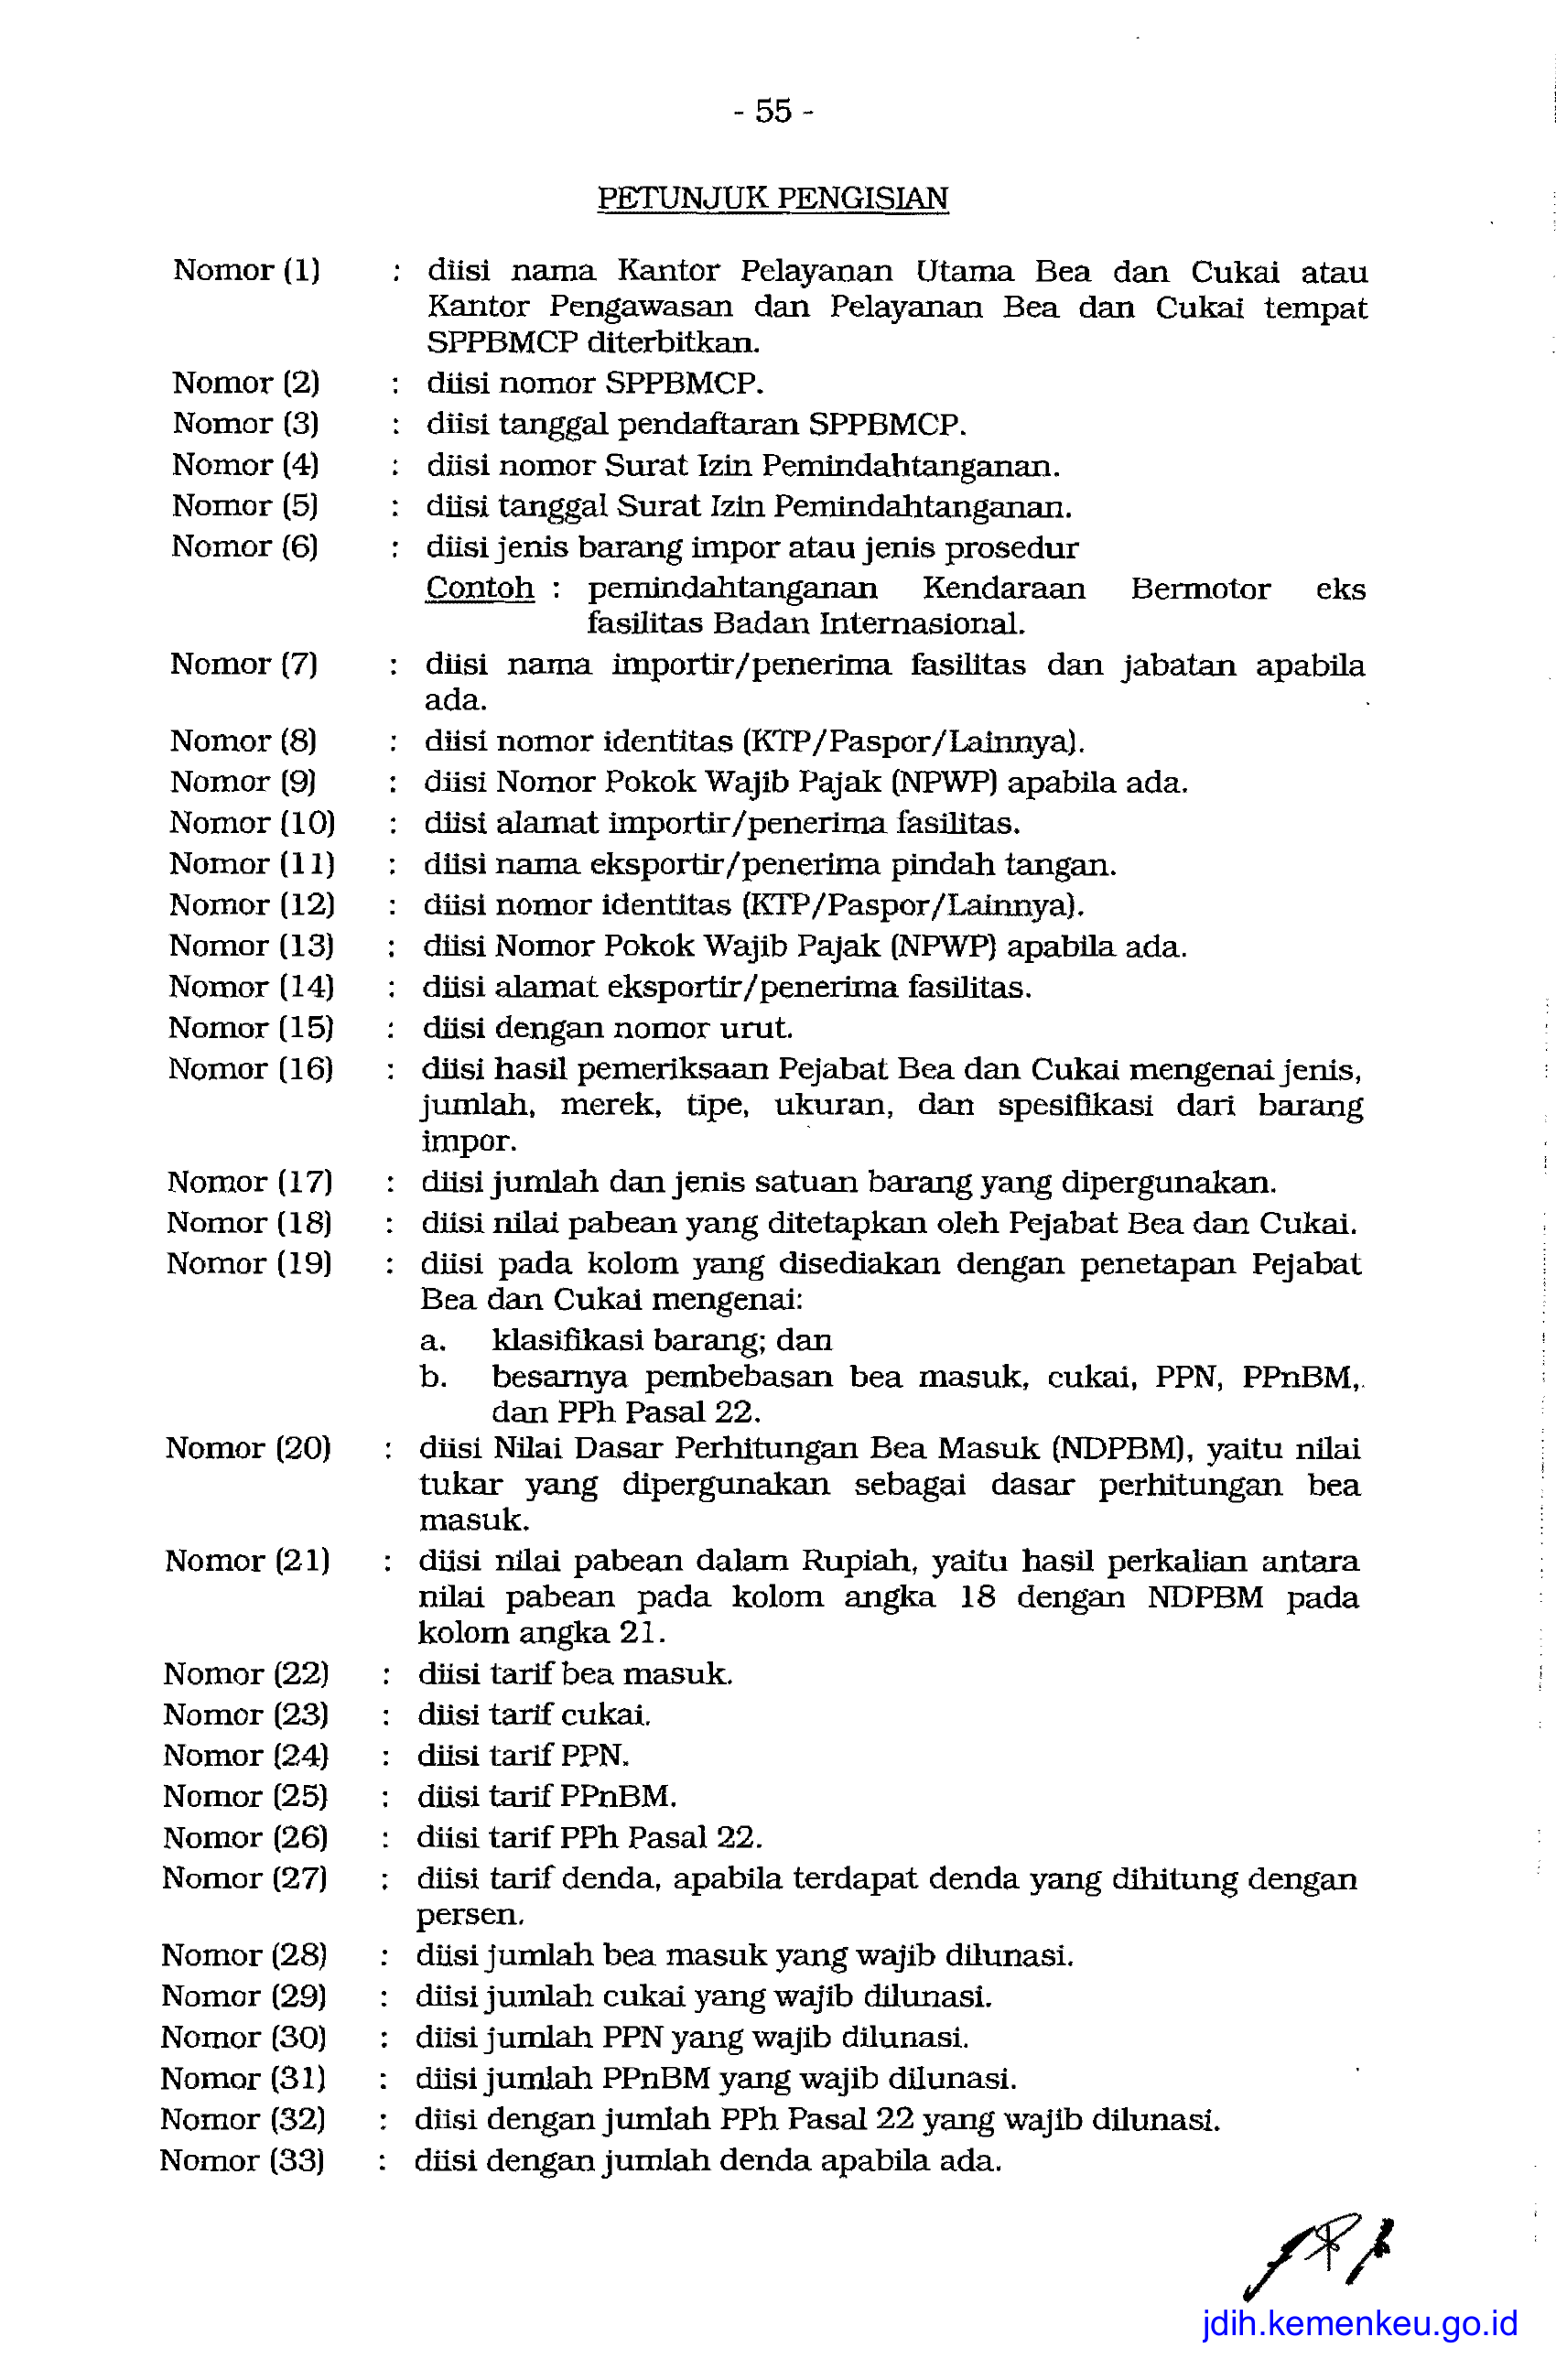 - 55 -
PETUNJUK PENGISIAN
Nomor (1) : diisi nama Kantor Pelayanan Utama Bea dan Cukai atau
Kantor Pengawasan dan Pelayanan Bea dan Cukai tempat
SPPBMCP diterbitkan.
Nomor (2) : diisi nomor SPPBMCP.
Nomor (3) : diisi tanggal pendaftaran SPPBMCP.
Nomor (4) : diisi nomor Surat Izin Pemindahtanganan.
Nomor (5) : diisi tanggal Surat Izin Pemindahtanganan.
Nomor (6) : diisi jenis barang impor atau jenis prosedur
Contoh : pemindahtanganan Kendaraan Bermotor eks
fasilitas Badan Internasional.
Nomor (7) : diisi nama importir/penerima fasilitas dan jabatan apabila
ada.
Nomor (8) : diisi nomor identitas (KTP/Paspor/Lainnya).
Nomor (9) : diisi Nomor Pokok Wajib Pajak (NPWP) apabila ada.
Nomor (10) : diisi alamat importir/penerima fasilitas.
Nomor (11) : diisi nama eksportir/penerima pindah tangan.
Nomor (12) : diisi nomor identitas (KTP/Paspor/Lainnya).
Nomor (13) : diisi Nomor Pokok Wajib Pajak (NPWP) apabila ada.
Nomor (14) : diisi alamat eksportir/penerima fasilitas.
Nomor (15) : diisi dengan nomor urut.
Nomor (16) : diisi hasil pemeriksaan Pejabat Bea dan Cukai mengenai jenis,
jumlah, merek, tipe, ukuran, dan spesifikasi dari barang
impor.
Nomor (17) : diisi jumlah dan jenis satuan barang yang dipergunakan.
Nomor (18) : diisi nilai pabean yang ditetapkan oleh Pejabat Bea dan Cukai.
Nomor (19) : diisi pada kolom yang disediakan dengan penetapan Pejabat
Bea dan Cukai mengenai:
a. klasifikasi barang; dan
b. besarnya pembebasan bea masuk, cukai, PPN, PPnBM,
dan PPh Pasal 22.
Nomor (20) : diisi Nilai Dasar Perhitungan Bea Masuk (NDPBM), yaitu nilai
tukar yang dipergunakan sebagai dasar perhitungan bea
masuk.
Nomor (21) : diisi nilai pabean dalam Rupiah, yaitu hasil perkalian antara
nilai pabean pada kolom angka 18 dengan NDPBM pada
kolom angka 21.
Nomor (22) : diisi tarif bea masuk.
Nomor (23) : diisi tarif cukai.
Nomor (24) : diisi tarif PPN.
Nomor (25) : diisi tarif PPnBM.
Nomor (26) : diisi tarif PPh Pasal 22.
Nomor (27) : diisi tarif denda, apabila terdapat denda yang dihitung dengan
persen.
Nomor (28) : diisi jumlah bea masuk yang wajib dilunasi.
Nomor (29) : diisi jumlah cukai yang wajib dilunasi.
Nomor (30) : diisi jumlah PPN yang wajib dilunasi.
Nomor (31) : diisi jumlah PPnBM yang wajib dilunasi.
Nomor (32) : diisi dengan jumlah PPh Pasal 22 yang wajib dilunasi.
Nomor (33) : diisi dengan jumlah denda apabila ada.
jdih.kemenkeu.go.id